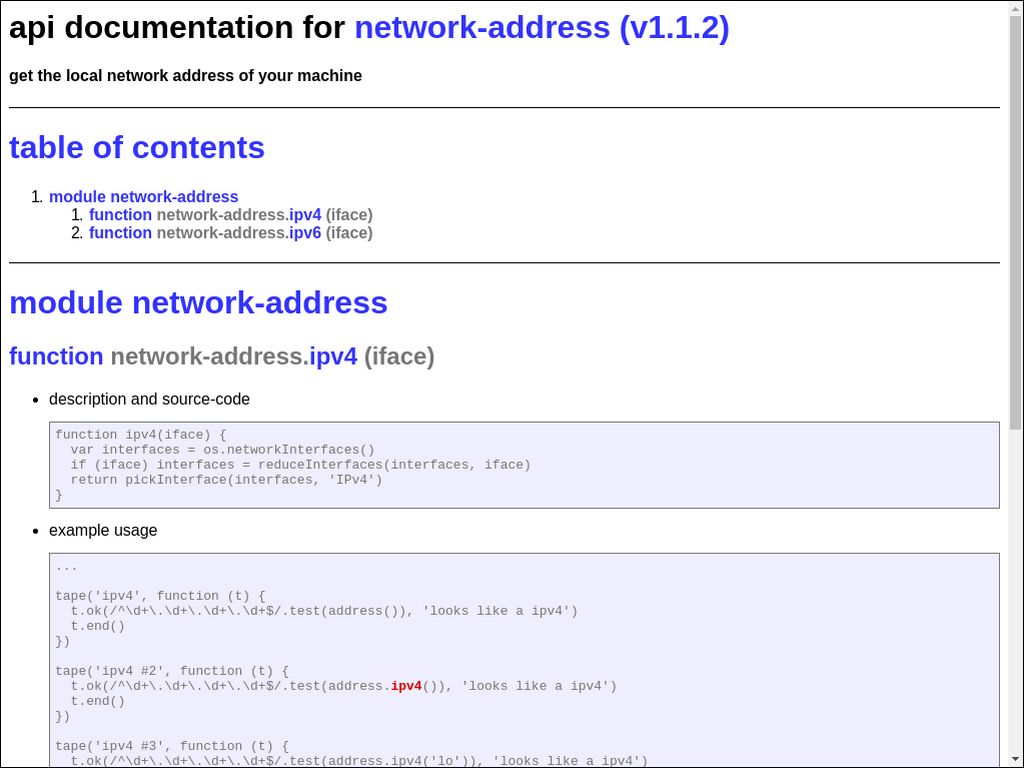 api documentation for network-address (v1.1.2)
get the local network address of your machine
table of contents
1. module network-address
1. function network-address.ipv4 (iface)
2. function network-address.ipv6 (iface)
module network-address
function network-address.ipv4 (iface)
• description and source-code
function ipv4(iface) {
  var interfaces = os.networkInterfaces()
  if (iface) interfaces = reduceInterfaces(interfaces, iface)
  return pickInterface(interfaces, 'IPv4')
}
• example usage
...
tape('ipv4', function (t) {
  t.ok(/^\d+\.\d+\.\d+\.\d+$/.test(address()), 'looks like a ipv4')
  t.end()
})
tape('ipv4 #2', function (t) {
  t.ok(/^\d+\.\d+\.\d+\.\d+$/.test(address.ipv4()), 'looks like a ipv4')
  t.end()
})
tape('ipv4 #3', function (t) {
  t.ok(/^\d+\.\d+\.\d+\.\d+$/.test(address.ipv4('lo')), 'looks like a ipv4')